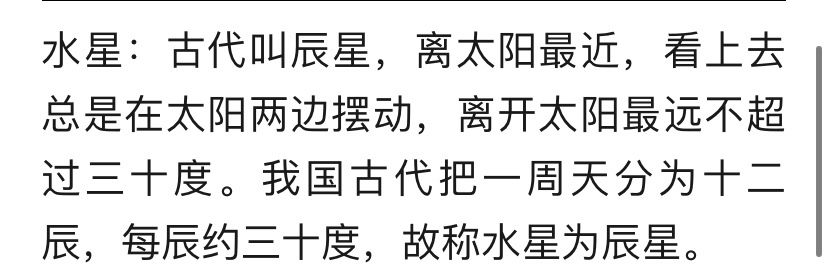 水星：古代叫辰星，离太阳最近，看上去
总是在太阳两边摆动，离开太阳最远不超
过三十度。我国古代把一周天分为十二
辰，每辰约三十度，故称水星为辰星。